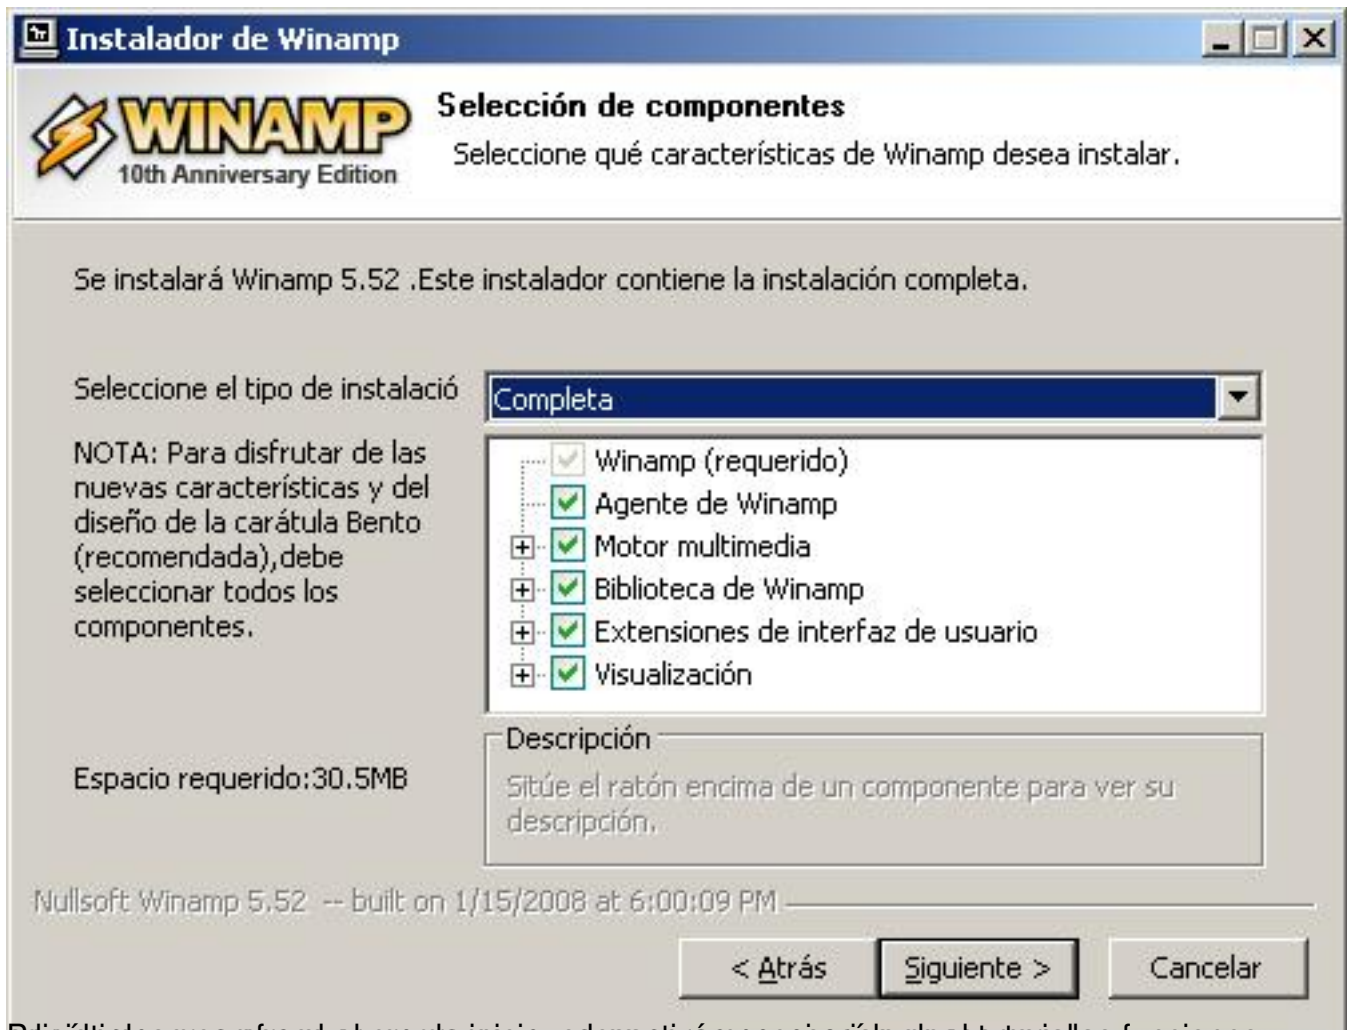 Instalador de Winamp
WINAMP
10th Anniversary Edition
Selección de componentes
Seleccione qué características de Winamp desea instalar.
Se instalará Winamp 5.52 .Este instalador contiene la instalación completa.
Seleccione el tipo de instalació
Completa
NOTA: Para disfrutar de las
nuevas características y del
diseño de la carátula Bento
(recomendada),debe
seleccionar todos los
componentes.
Winamp (requerido)
Agente de Winamp
Motor multimedia
Biblioteca de Winamp
Extensiones de interfaz de usuario
Visualización
Espacio requerido:30.5MB
Descripción
Sitúe el ratón encima de un componente para ver su
descripción.
Nullsoft Winamp 5.52 -- built on 1/15/2008 at 6:00:09 PM
< Atrás
Siguiente >
Cancelar